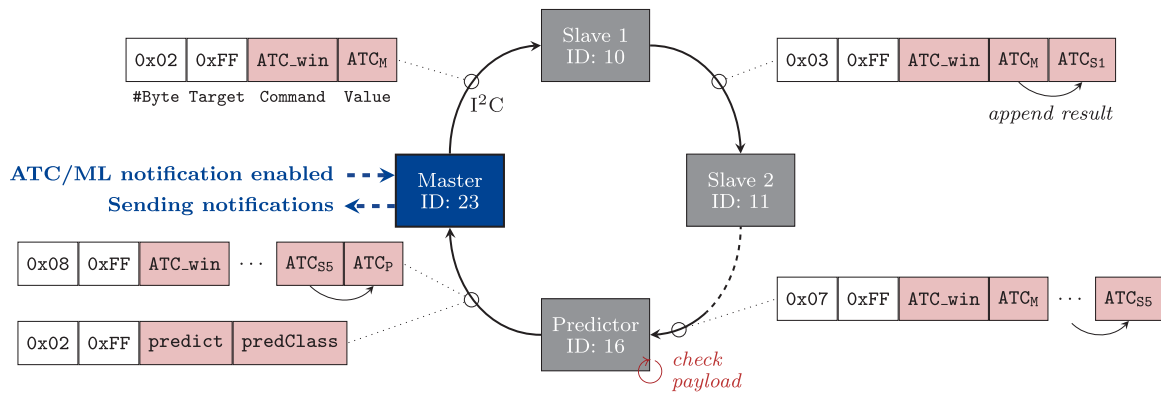 Slave 1
ID: 10
0x02 0xFF ATC_win ATC_M
#Byte Target Command Value
I²C
0x03 0xFF ATC_win ATC_M ATC_S1
append result
ATC/ML notification enabled
Sending notifications
Master
ID: 23
Slave 2
ID: 11
0x08 0xFF ATC_win ··· ATC_S5 ATC_P
0x02 0xFF predict predClass
0x07 0xFF ATC_win ATC_M ··· ATC_S5
Predictor
ID: 16
check
payload